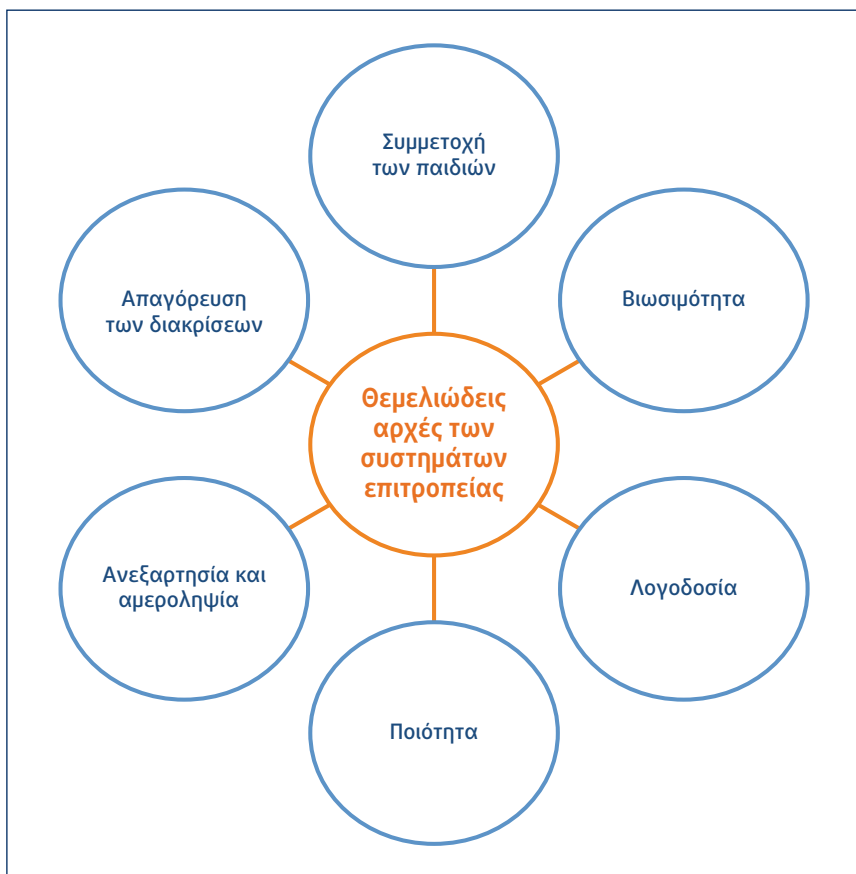 Συμμετοχή
των παιδιών
Απαγόρευση
των διακρίσεων
Βιωσιμότητα
Θεμελιώδεις
αρχές των
συστημάτων
επιτροπείας
Ανεξαρτησία και
αμεροληψία
Λογοδοσία
Ποιότητα